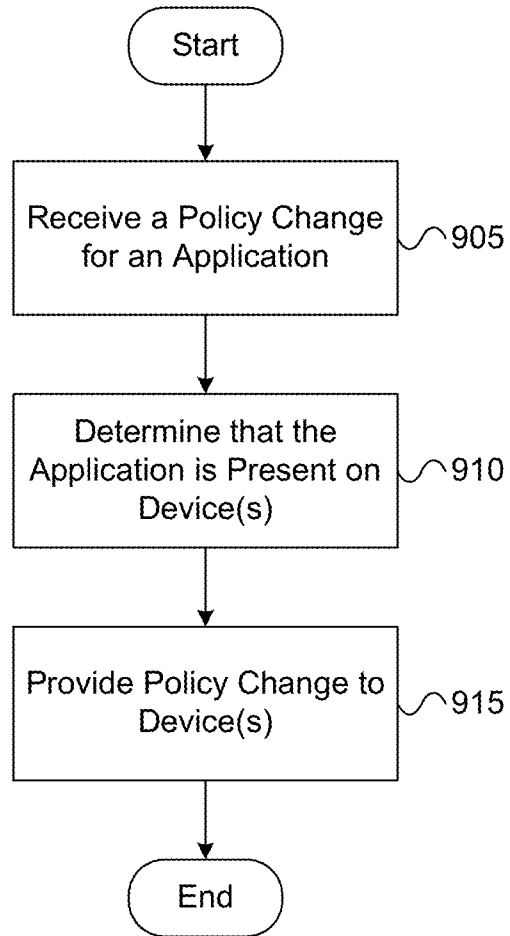 Start
Receive a Policy Change
for an Application
905
Determine that the
Application is Present on
Device(s)
910
Provide Policy Change to
Device(s)
915
End